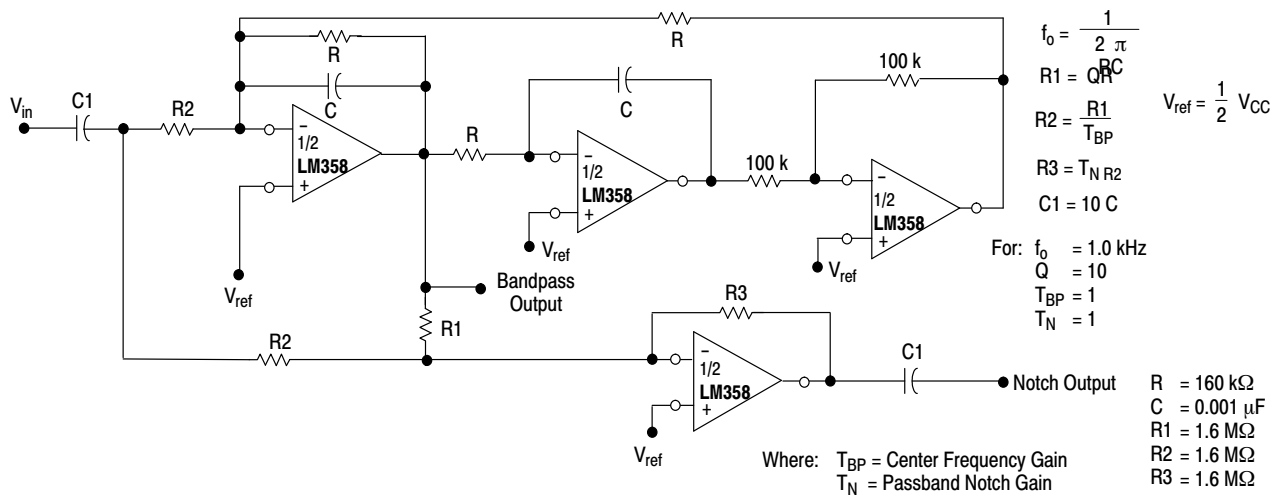 R
R
C
Vin
C1
R2
–
1/2
LM358
+
Vref
R
C
–
1/2
LM358
+
Vref
100 k
100 k
–
1/2
LM358
+
Vref
Bandpass
Output
R1
R2
R3
–
1/2
LM358
+
Vref
C1
Notch Output
fo = 1
2 π
RC
R1 = QR
R2 = R1
TBP
R3 = TN R2
C1 = 10 C
Vref = 1
2 VCC
For: fo = 1.0 kHz
Q = 10
TBP = 1
TN = 1
R = 160 kΩ
C = 0.001 μF
R1 = 1.6 MΩ
R2 = 1.6 MΩ
R3 = 1.6 MΩ
Where: TBP = Center Frequency Gain
TN = Passband Notch Gain